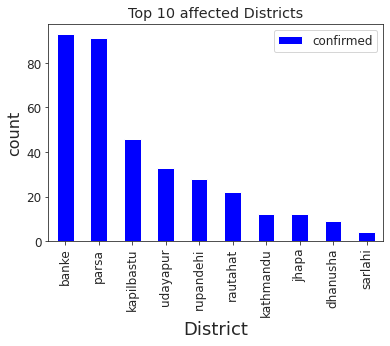 Top 10 affected Districts
confirmed
count
80
60
40
20
0
banke
parsa
kapilbastu
udayapur
rupandehi
rautahat
kathmandu
jhapa
dhanusha
sarlahi
District